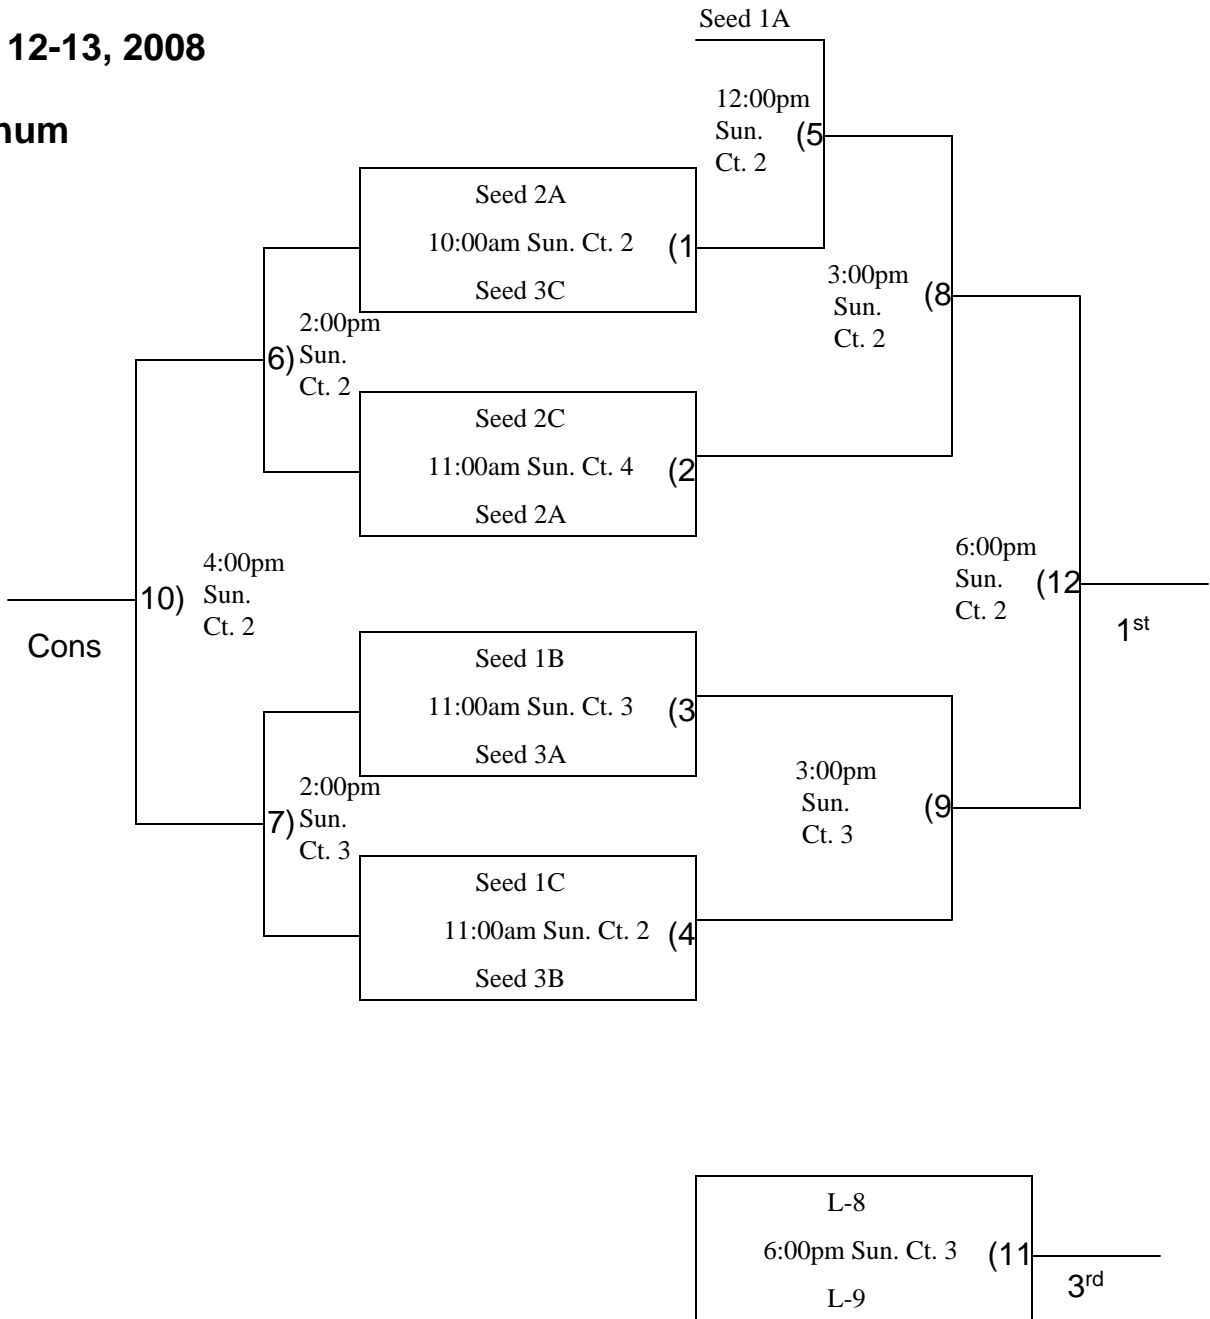 Seed 1A
12-13, 2008
num
12:00pm
Sun.
Ct. 2
(5
Seed 2A
10:00am Sun. Ct. 2
(1
Seed 3C
3:00pm
Sun.
Ct. 2
(8
2:00pm
Sun.
Ct. 2
6)
Seed 2C
11:00am Sun. Ct. 4
(2
Seed 2A
4:00pm
Sun.
Ct. 2
10)
Cons
6:00pm
Sun.
Ct. 2
(12
1st
Seed 1B
11:00am Sun. Ct. 3
(3
Seed 3A
2:00pm
Sun.
Ct. 3
7)
3:00pm
Sun.
Ct. 3
(9
Seed 1C
11:00am Sun. Ct. 2
(4
Seed 3B
L-8
6:00pm Sun. Ct. 3
(11
L-9
3rd